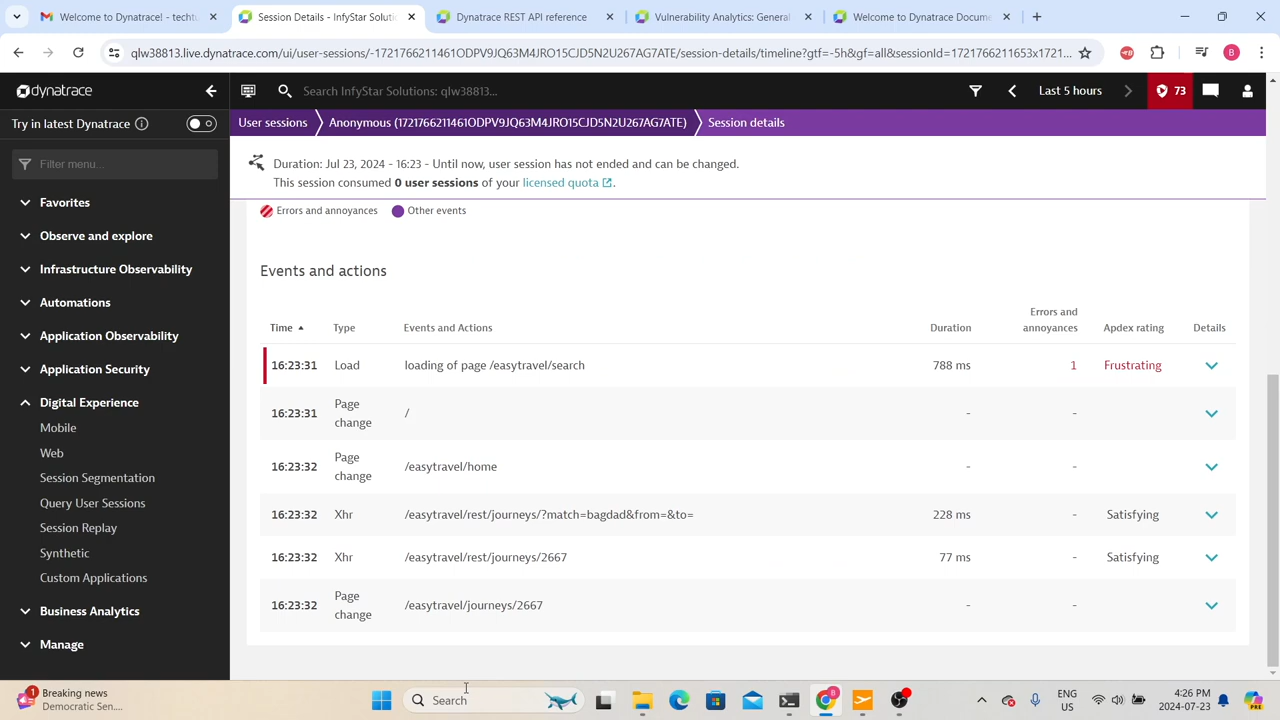 Welcome to Dynatrace - techtu
Session Details - InfyStar Soluti
Dynatrace REST API reference
Vulnerability Analytics: General
Welcome to Dynatrace Docume
qlw38813.live.dynatrace.com/ui/user-sessions/-1721766211461ODPV9JQ63M4JRO15CJD5N2U267AG7ATE/session-details/timeline?gtf=-5h&gf=all&sessionId=1721766211653x1721...
B
dynatrace
Search InfyStar Solutions: qlw38813...
Last 5 hours
73
Try in latest Dynatrace
User sessions
Anonymous (1721766211461ODPV9JQ63M4JRO15CJD5N2U267AG7ATE)
Session details
Filter menu...
Duration: Jul 23, 2024 - 16:23 - Until now, user session has not ended and can be changed.
This session consumed 0 user sessions of your licensed quota.
Favorites
Observe and explore
Infrastructure Observability
Automations
Application Observability
Application Security
Digital Experience
Mobile
Web
Session Segmentation
Query User Sessions
Session Replay
Synthetic
Custom Applications
Business Analytics
Manage
Errors and annoyances
Other events
Events and actions
Time Type Events and Actions Duration Errors and annoyances Apdex rating Details
16:23:31 Load loading of page /easytravel/search 788 ms 1 Frustrating
16:23:31 Page change / - -
16:23:32 Page change /easytravel/home - -
16:23:32 Xhr /easytravel/rest/journeys/?match=bagdad&from=&to= 228 ms - Satisfying
16:23:32 Xhr /easytravel/rest/journeys/2667 77 ms - Satisfying
16:23:32 Page change /easytravel/journeys/2667 - -
1
Breaking news
Democratic Sen...
Search
B
ENG
US
4:26 PM
2024-07-23
PRE